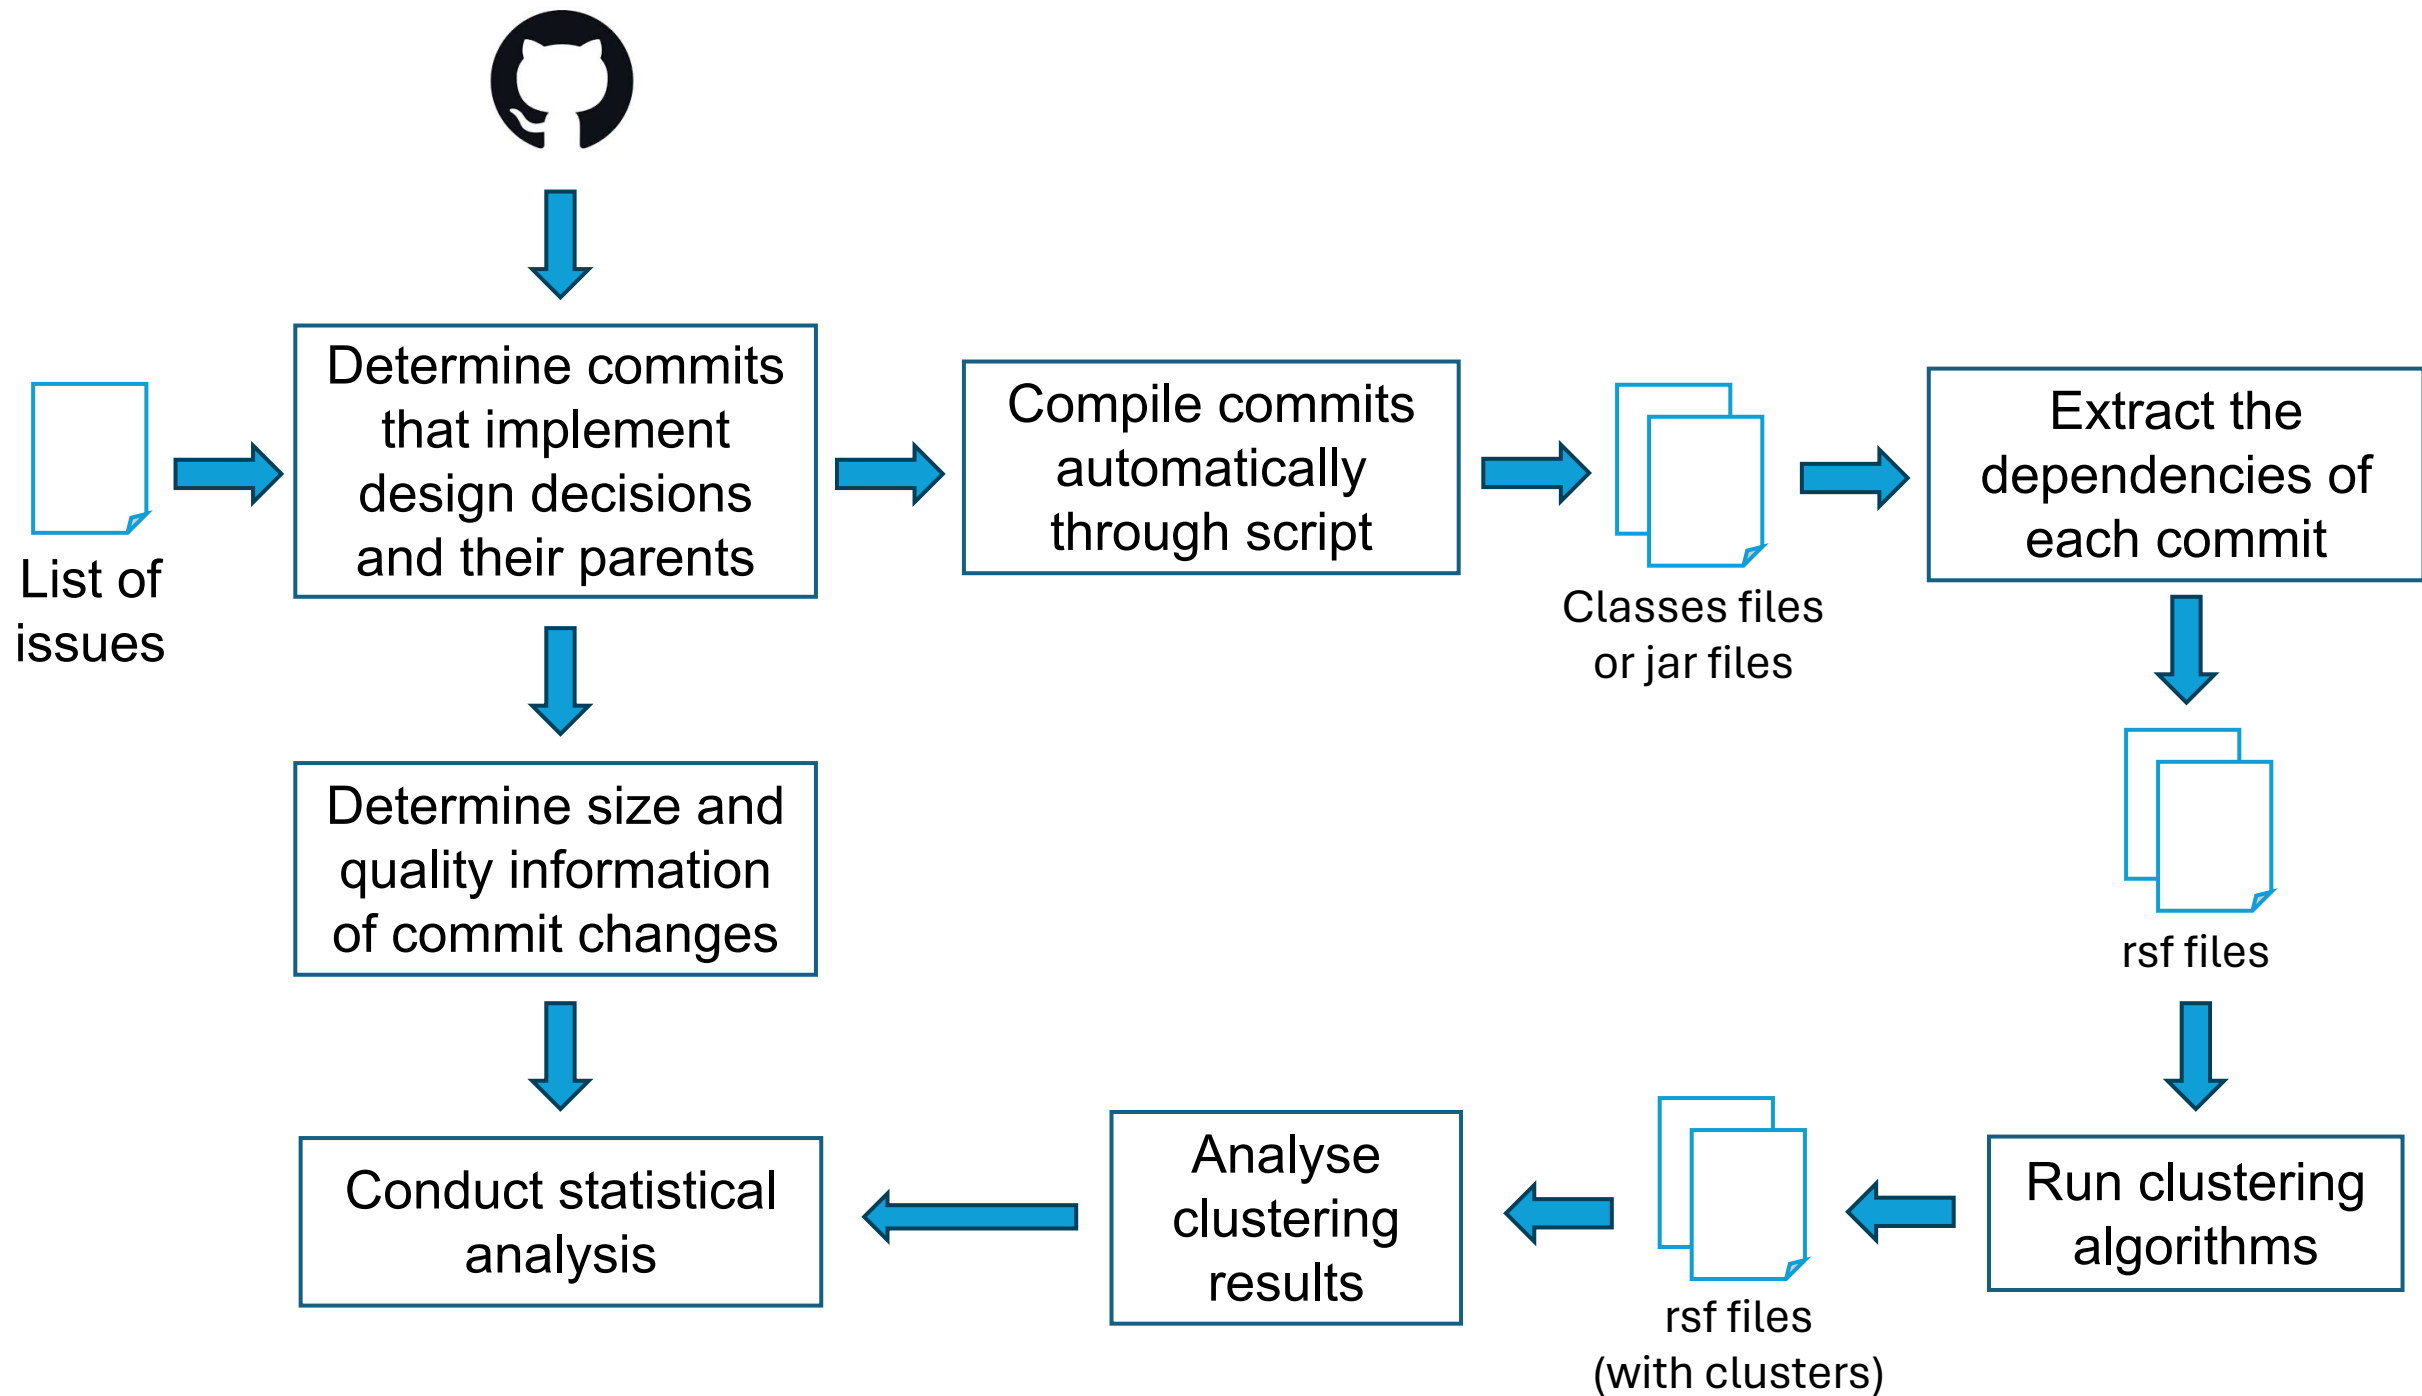 List of
issues
Determine commits
that implement
design decisions
and their parents
Compile commits
automatically
through script
Classes files
or jar files
Extract the
dependencies of
each commit
rsf files
Determine size and
quality information
of commit changes
Run clustering
algorithms
rsf files
(with clusters)
Analyse
clustering
results
Conduct statistical
analysis